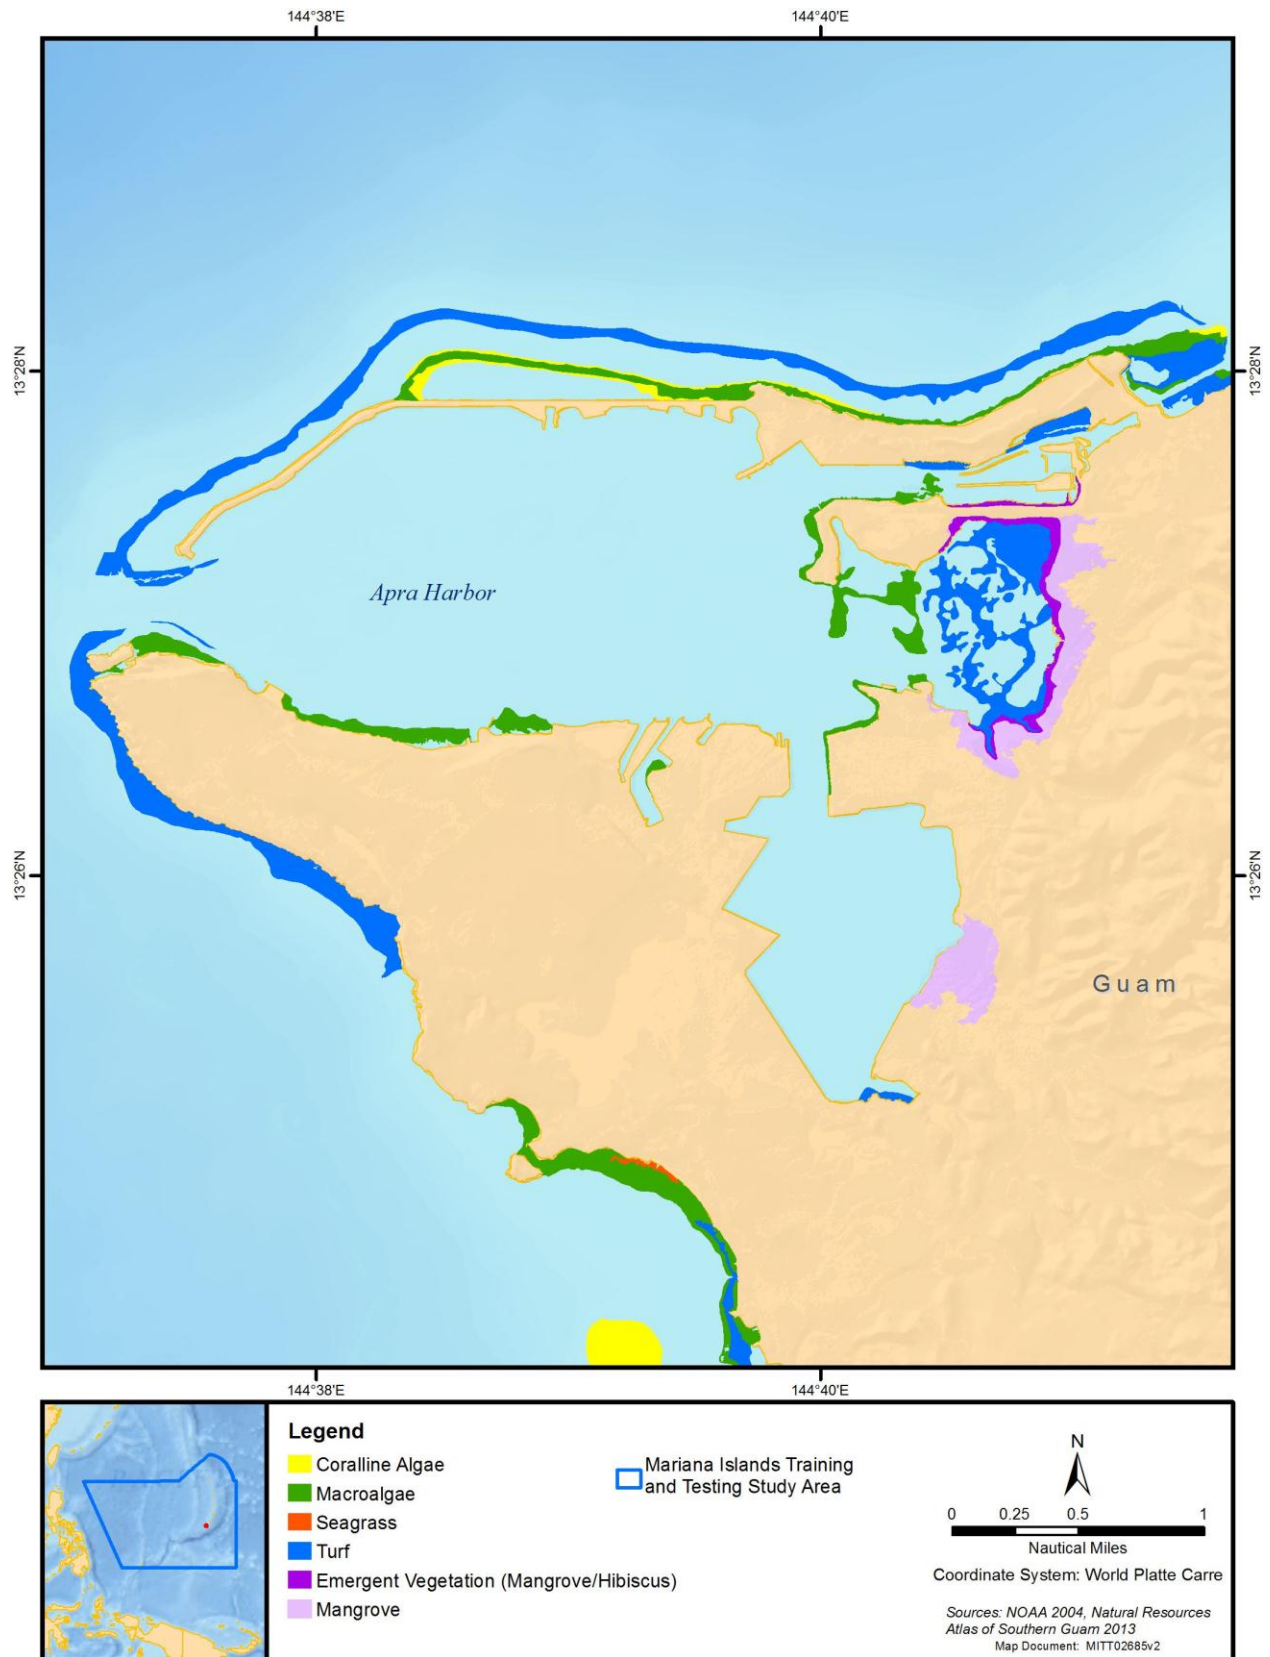 144°38'E
144°40'E
13°28'N
13°28'N
Apra Harbor
13°26'N
13°26'N
Guam
144°38'E
144°40'E
Legend
Coralline Algae
Macroalgae
Seagrass
Turf
Emergent Vegetation (Mangrove/Hibiscus)
Mangrove
Mariana Islands Training
and Testing Study Area
N
0 0.25 0.5 1
Nautical Miles
Coordinate System: World Platte Carre
Sources: NOAA 2004, Natural Resources
Atlas of Southern Guam 2013
Map Document: MITT02685v2